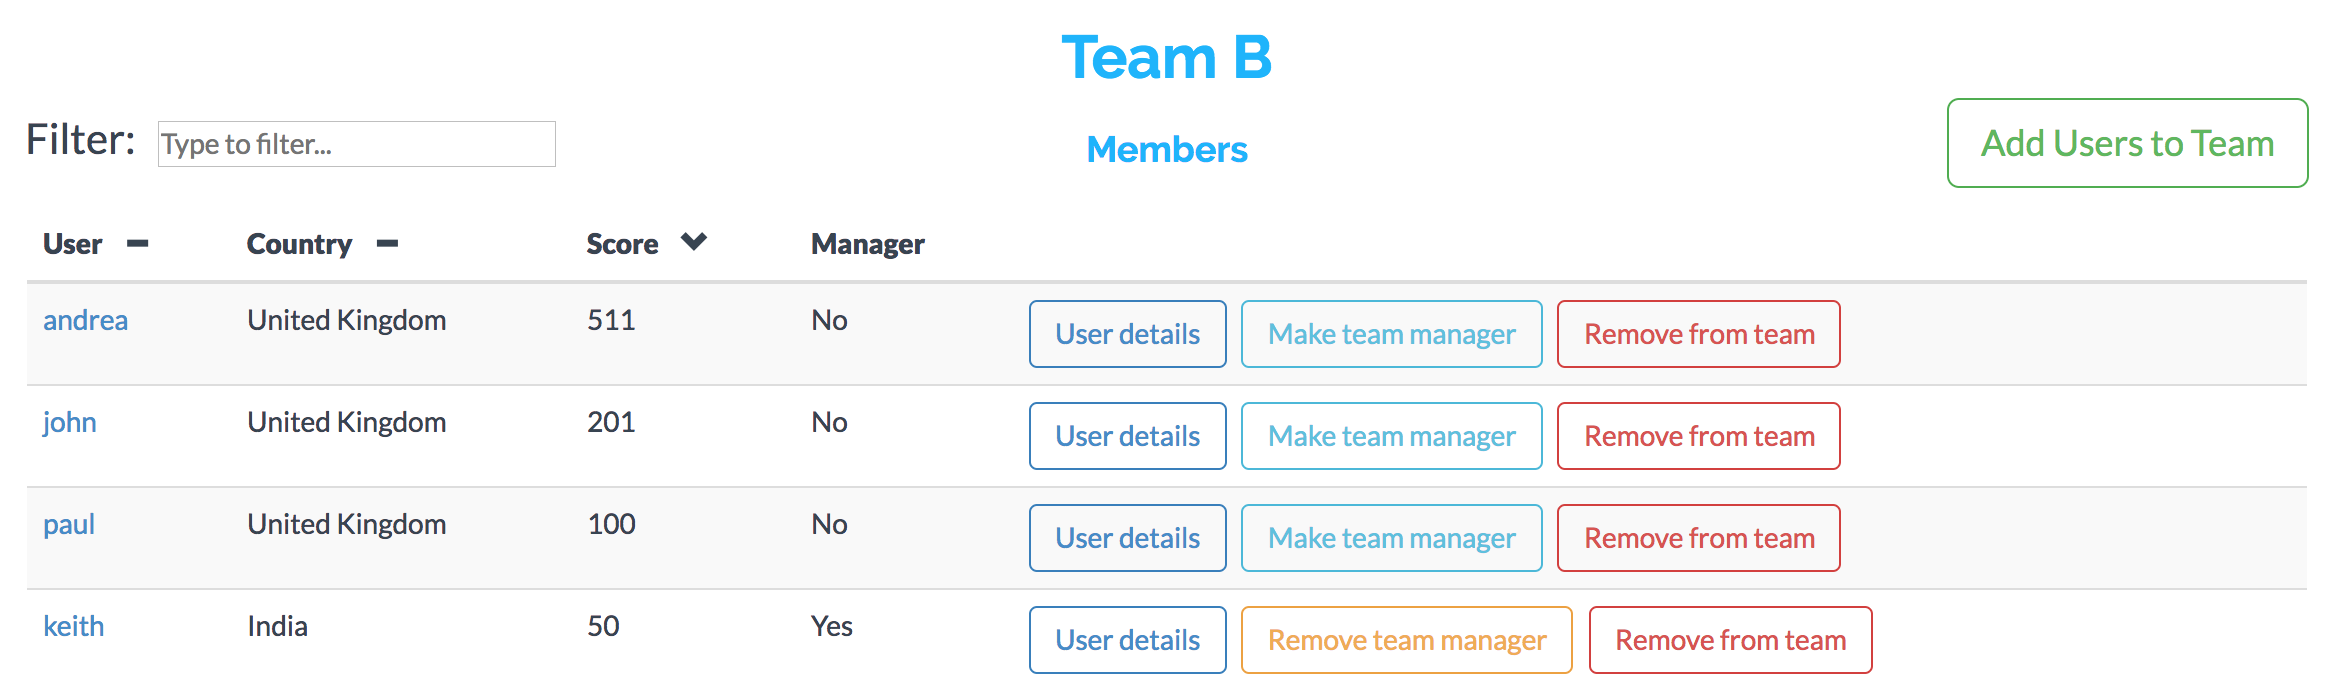 Team B
Filter: Type to filter... Members Add Users to Team
User Country Score Manager
andrea United Kingdom 511 No User details Make team manager Remove from team
john United Kingdom 201 No User details Make team manager Remove from team
paul United Kingdom 100 No User details Make team manager Remove from team
keith India 50 Yes User details Remove team manager Remove from team